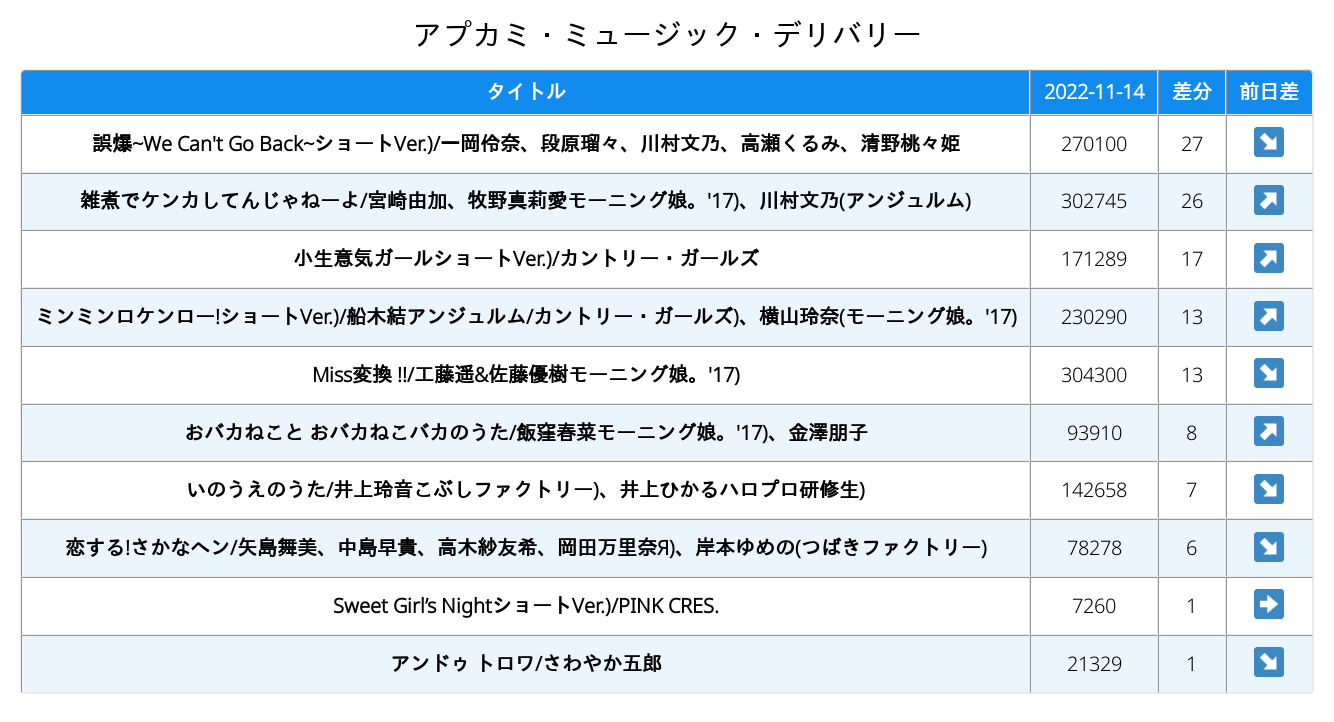 アプカミ・ミュージック・デリバリー
タイトル 2022-11-14 差分 前日差
誤爆~We Can't Go Back~ショートVer.)/一岡伶奈、段原瑠々、川村文乃、高瀬くるみ、清野桃々姫 270100 27 ↘
雑煮でケンカしてんじゃねーよ/宮崎由加、牧野真莉愛モーニング娘。'17)、川村文乃(アンジュルム) 302745 26 ↗
小生意気ガールショートVer.)/カントリー・ガールズ 171289 17 ↗
ミンミンロケンロー!ショートVer.)/船木結アンジュルム/カントリー・ガールズ)、横山玲奈(モーニング娘。'17) 230290 13 ↗
Miss変換 !!/工藤遥&佐藤優樹モーニング娘。'17) 304300 13 ↘
おバカねこと おバカねこバカのうた/飯窪春菜モーニング娘。'17)、金澤朋子 93910 8 ↗
いのうえのうた/井上玲音こぶしファクトリー)、井上ひかるハロプロ研修生) 142658 7 ↘
恋する!さかなヘン/矢島舞美、中島早貴、高木紗友希、岡田万里奈Я)、岸本ゆめの(つばきファクトリー) 78278 6 ↘
Sweet Girl’s NightショートVer.)/PINK CRES. 7260 1 →
アンドゥ トロワ/さわやか五郎 21329 1 ↘